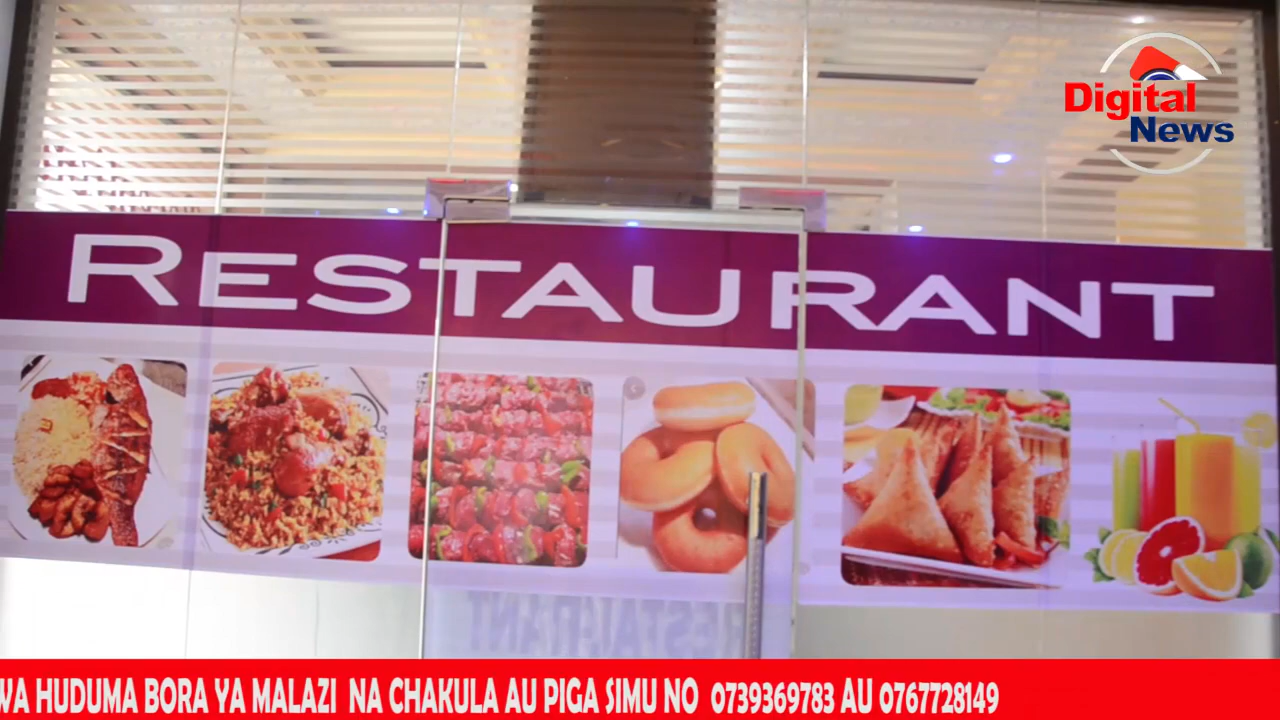 Digital
News
RESTAURANT
WA HUDUMA BORA YA MALAZI NA CHAKULA AU PIGA SIMU NO 0739369783 AU 0767728149